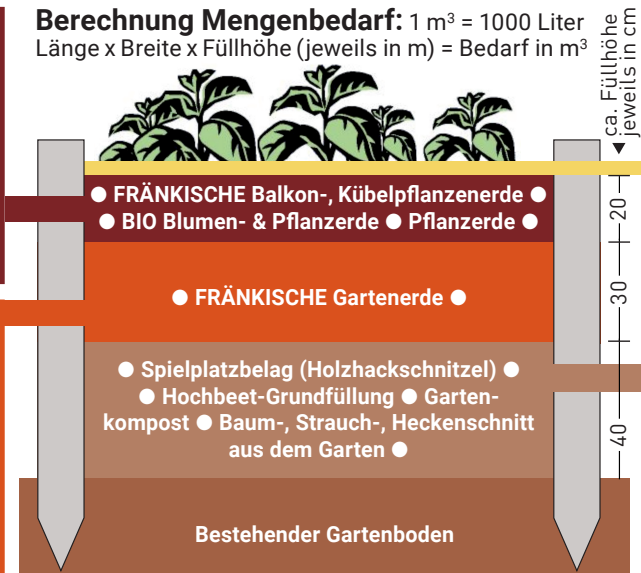 Berechnung Mengenbedarf: 1 m³ = 1000 Liter
Länge x Breite x Füllhöhe (jeweils in m) = Bedarf in m³
ca. Füllhöhe
jeweils in cm
● FRÄNKISCHE Balkon-, Kübelpflanzenerde ●
● BIO Blumen- & Pflanzerde ● Pflanzerde ●
20
● FRÄNKISCHE Gartenerde ●
30
● Spielplatzbelag (Holzhackschnitzel) ●
● Hochbeet-Grundfüllung ● Garten-
kompost ● Baum-, Strauch-, Heckenschnitt
aus dem Garten ●
40
Bestehender Gartenboden